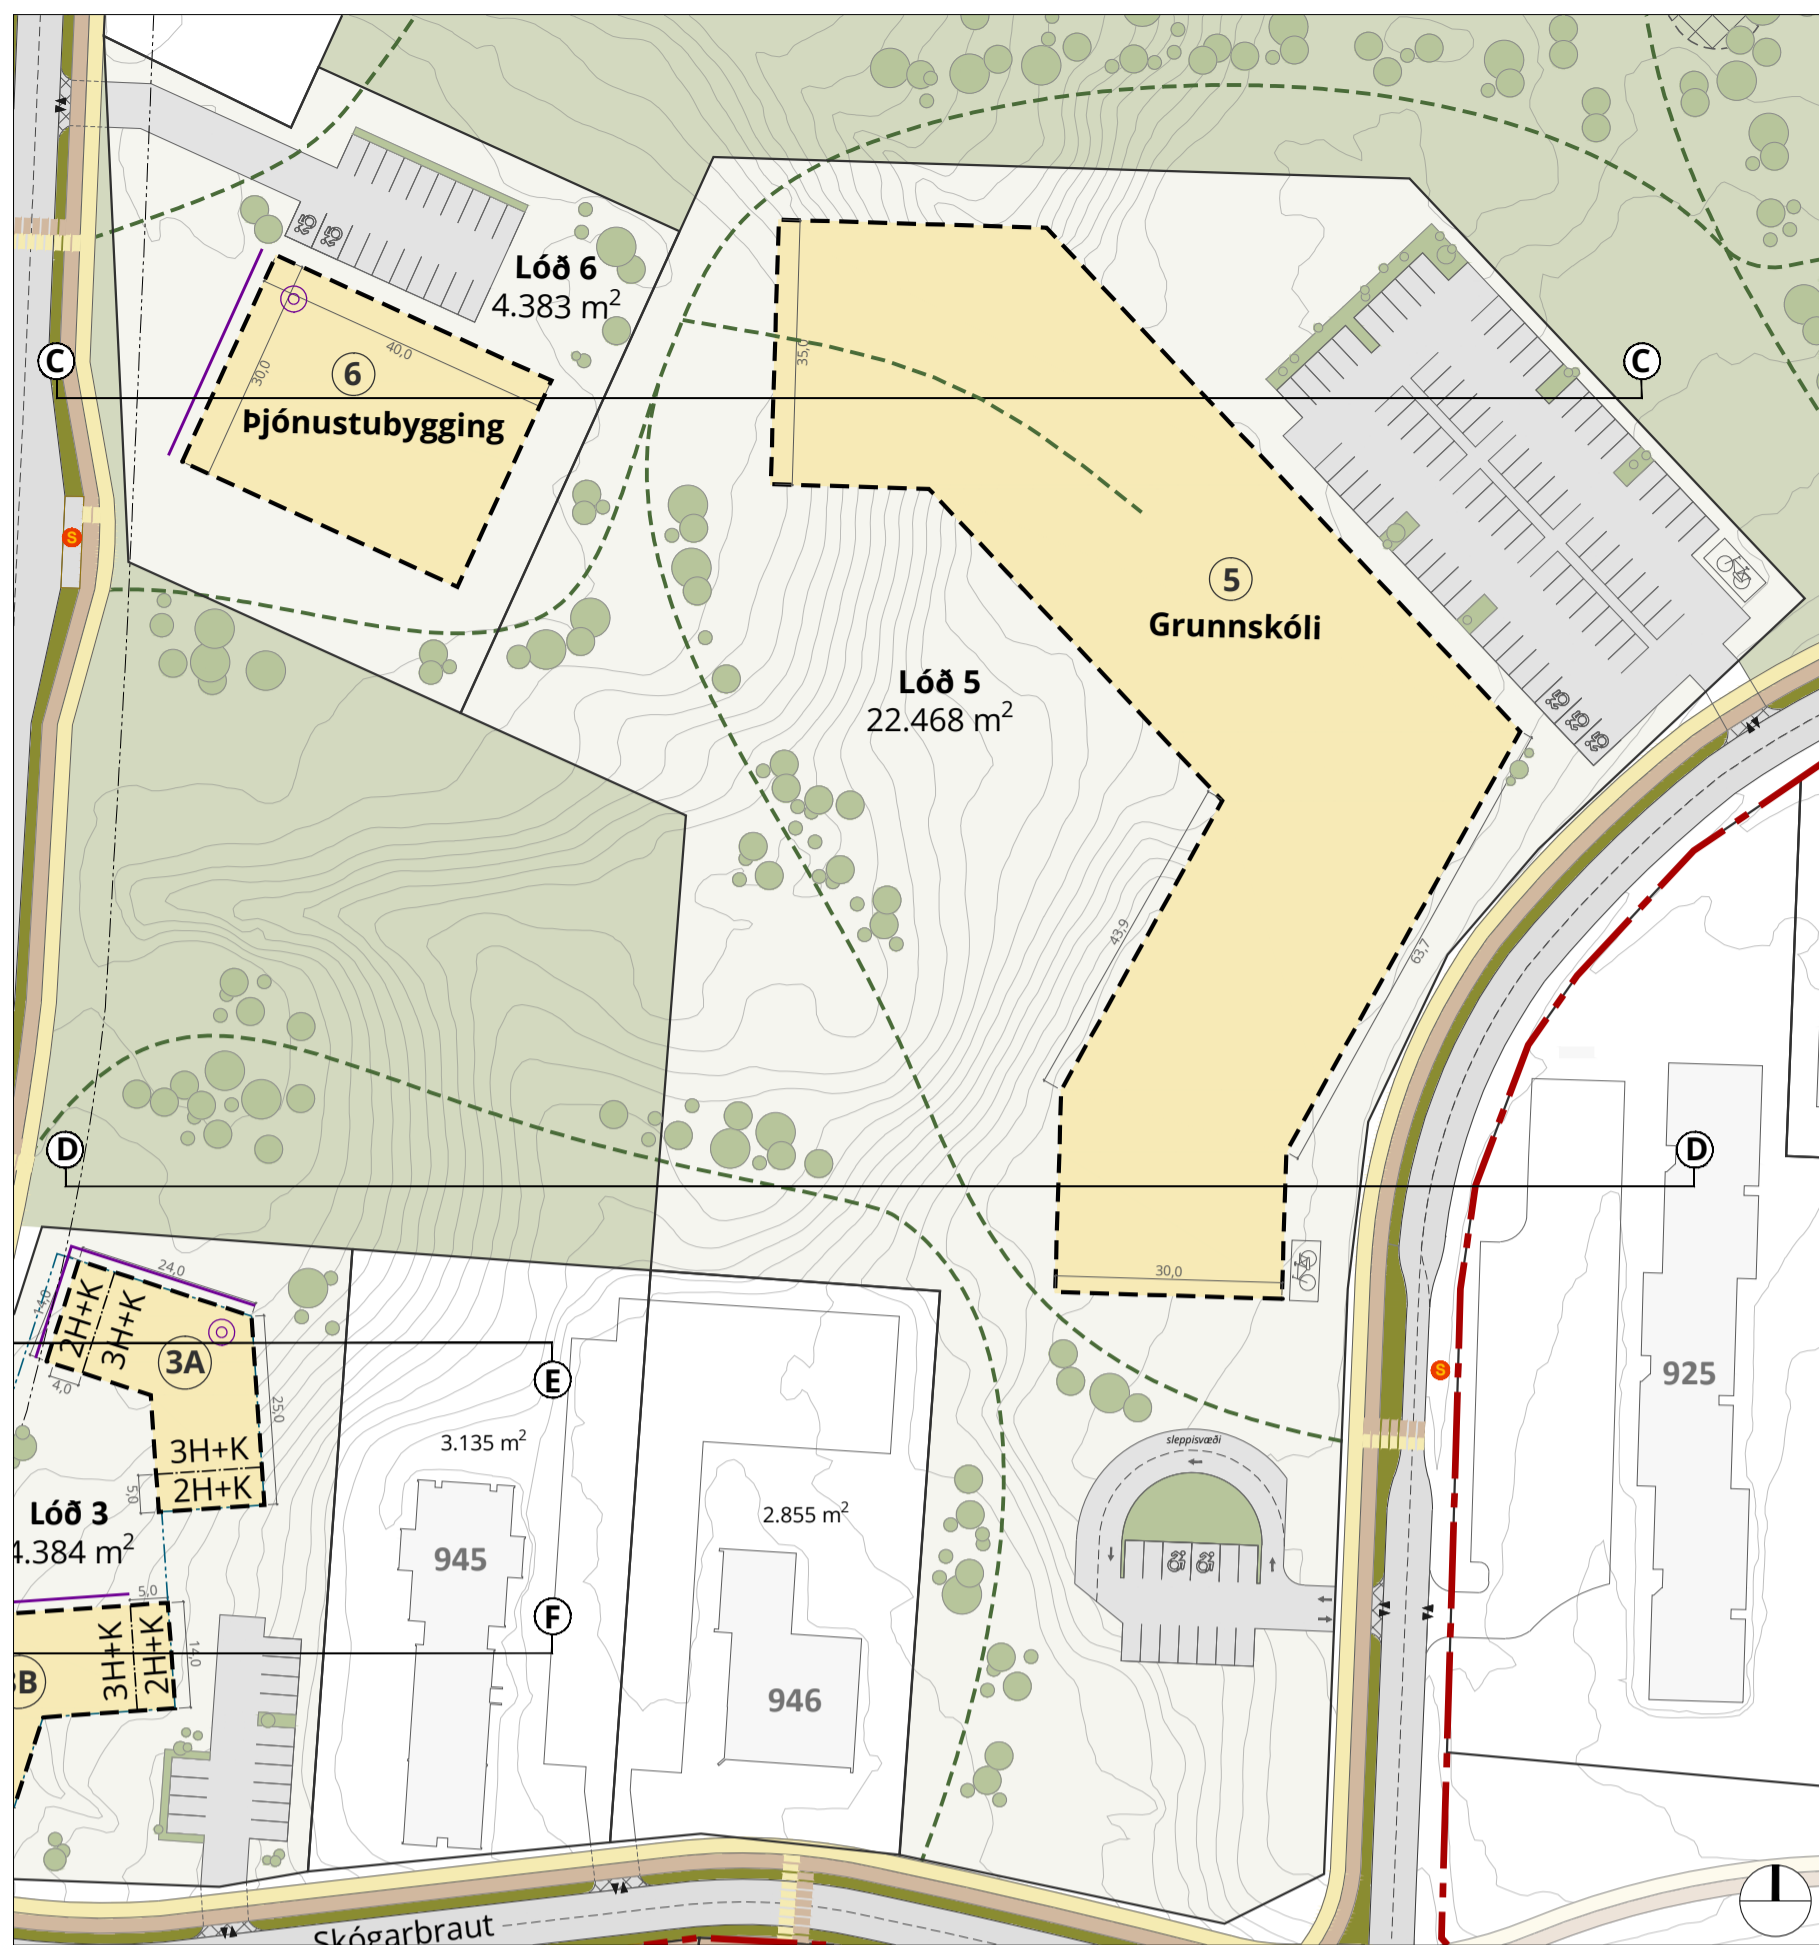 Lóð 6
4.383 m²
40,0
30,0
6
Þjónustubygging
C
C
35,0
S
5
Grunnskóli
Lóð 5
22.468 m²
43,9
63,7
D
D
30,0
24,0
14,0
2H+K
3H+K
3A
4,0
25,0
E
3.135 m²
S
925
sleppisvæði
3H+K
2H+K
5,0
Lóð 3
4.384 m²
945
2.855 m²
5,0
F
3H+K
2H+K
14,0
3B
946
Skógarbraut